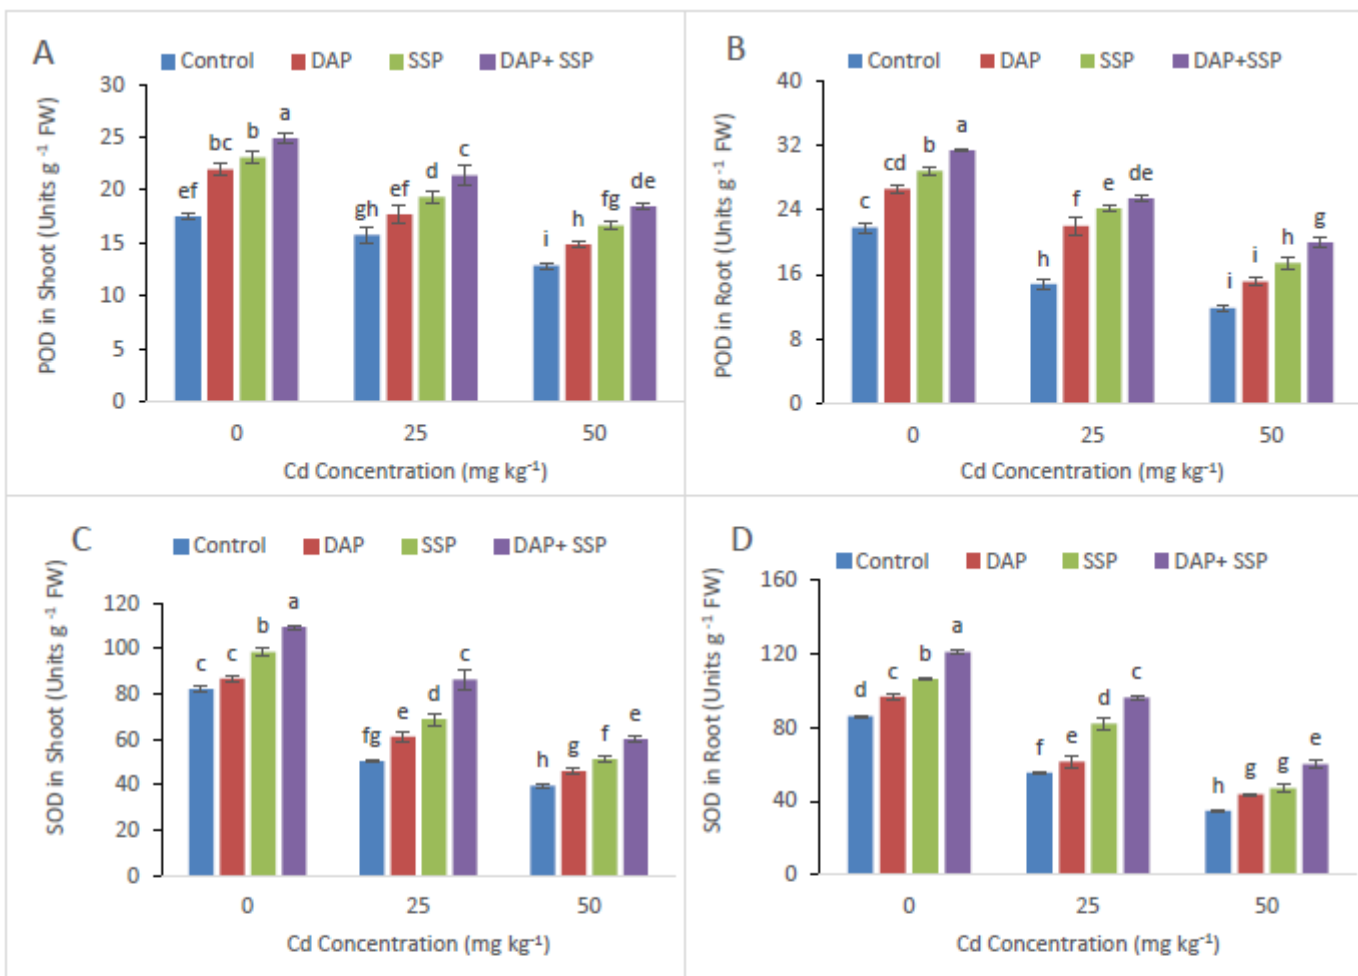 A
Control DAP SSP DAP+ SSP
POD in Shoot (Units g ⁻¹ FW)
30
25
20
15
10
5
0
ef bc b a
gh ef d c
i h fg de
0 25 50
Cd Concentration (mg kg⁻¹)
B
Control DAP SSP DAP+SSP
POD in Root (Units g⁻¹ FW)
40
32
24
16
8
0
c cd b a
h f e de
i i h g
0 25 50
Cd Concentration (mg kg⁻¹)
C
Control DAP SSP DAP+ SSP
SOD in Shoot (Units g ⁻¹ FW)
120
100
80
60
40
20
0
c c b a
fg e d c
h g f e
0 25 50
Cd Concentration (mg kg⁻¹)
D
Control DAP SSP DAP+ SSP
SOD in Root (Units g ⁻¹ FW)
160
120
80
40
0
d c b a
f e d c
h g g e
0 25 50
Cd Concentration (mg kg⁻¹)